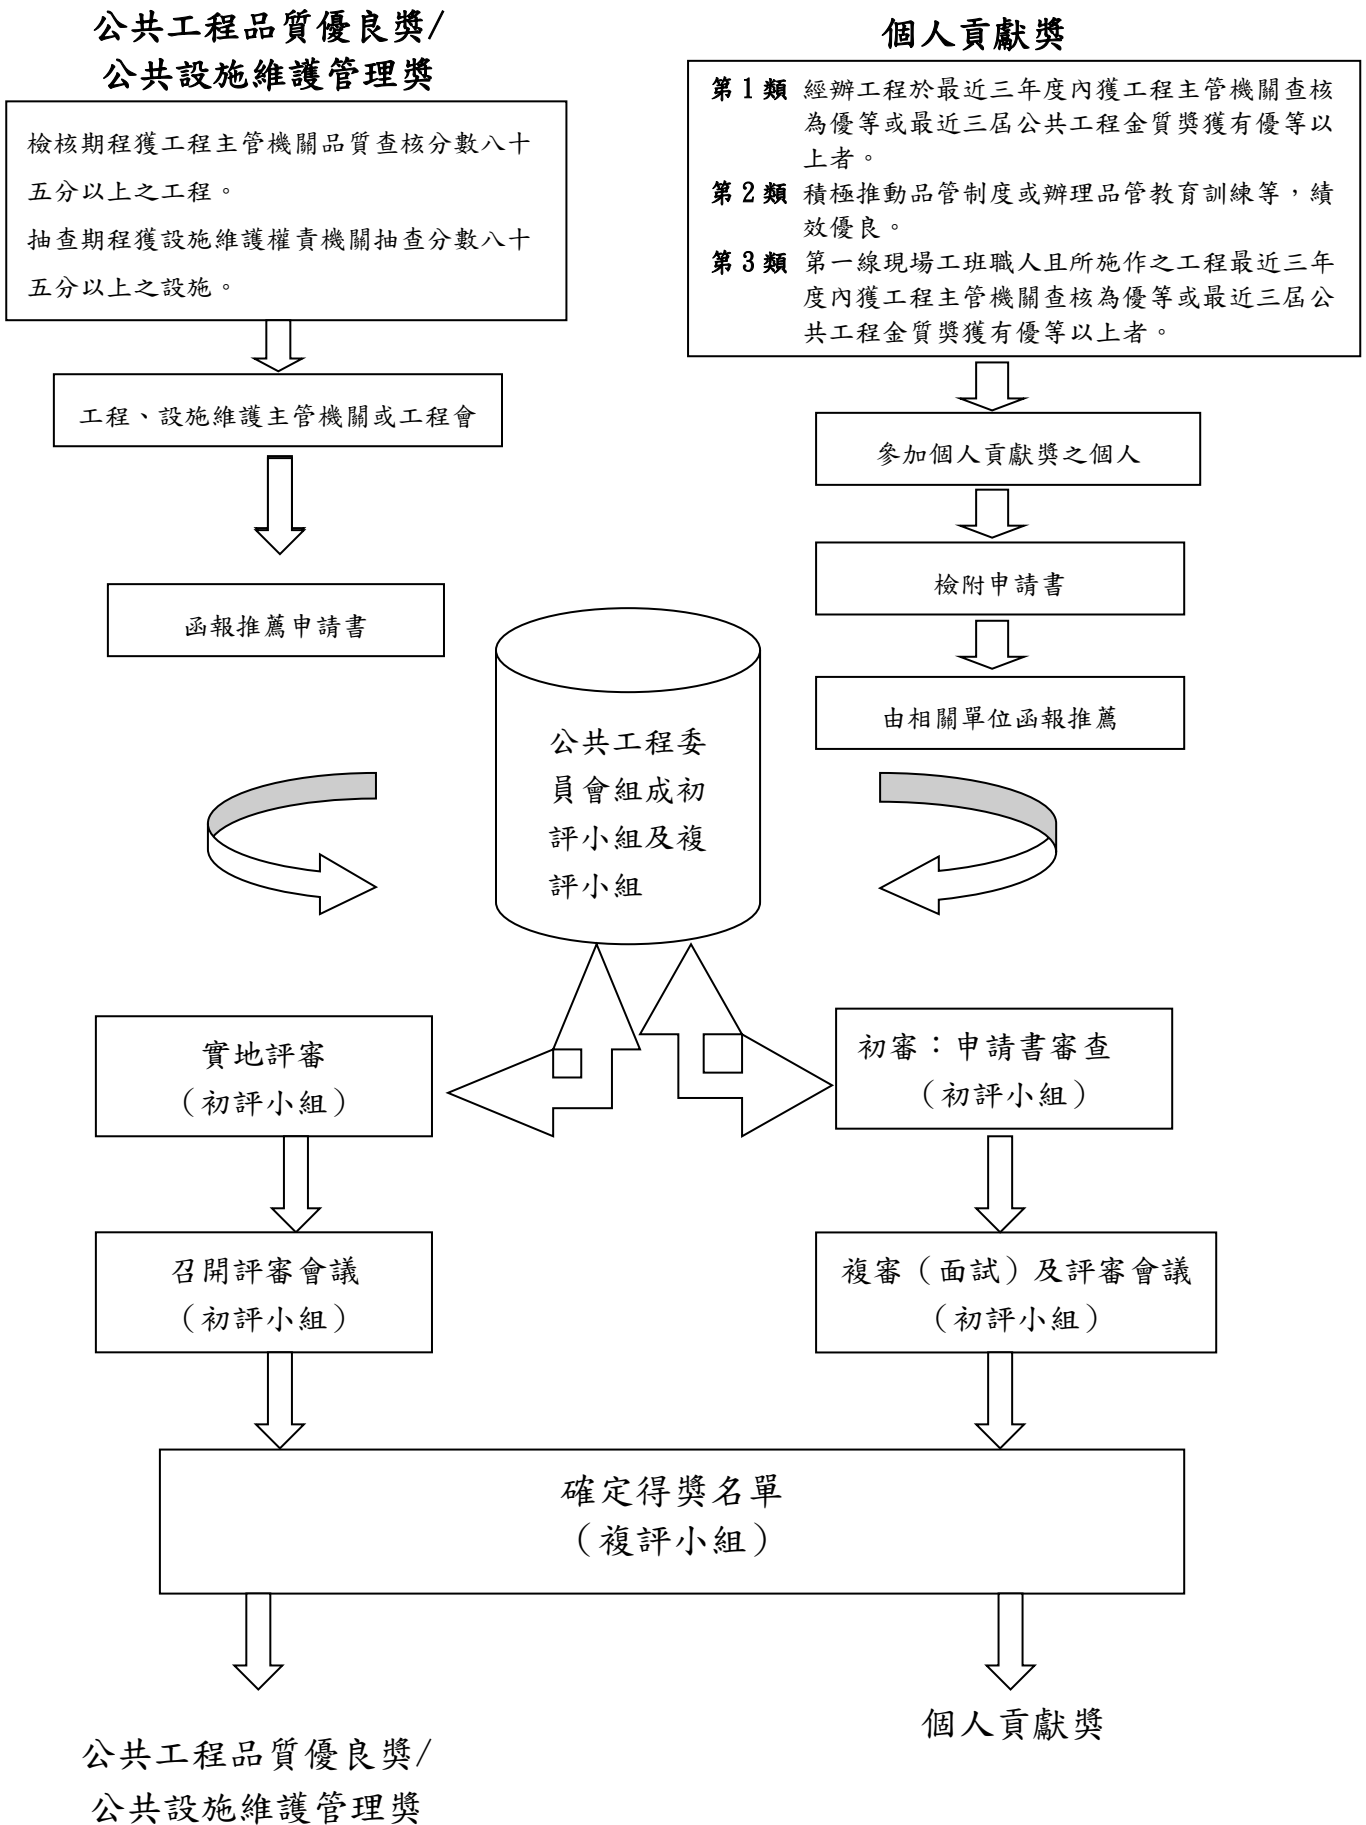 公共工程品質優良獎/
公共設施維護管理獎
檢核期程獲工程主管機關品質查核分數八十
五分以上之工程。
抽查期程獲設施維護權責機關抽查分數八十
五分以上之設施。
工程、設施維護主管機關或工程會
函報推薦申請書
個人貢獻獎
第1類 經辦工程於最近三年度內獲工程主管機關查核
為優等或最近三屆公共工程金質獎獲有優等以
上者。
第2類 積極推動品管制度或辦理品管教育訓練等，績
效優良。
第3類 第一線現場工班職人且所施作之工程最近三年
度內獲工程主管機關查核為優等或最近三屆公
共工程金質獎獲有優等以上者。
參加個人貢獻獎之個人
檢附申請書
由相關單位函報推薦
公共工程委
員會組成初
評小組及複
評小組
實地評審
（初評小組）
召開評審會議
（初評小組）
初審：申請書審查
（初評小組）
複審（面試）及評審會議
（初評小組）
確定得獎名單
（複評小組）
公共工程品質優良獎/
公共設施維護管理獎
個人貢獻獎